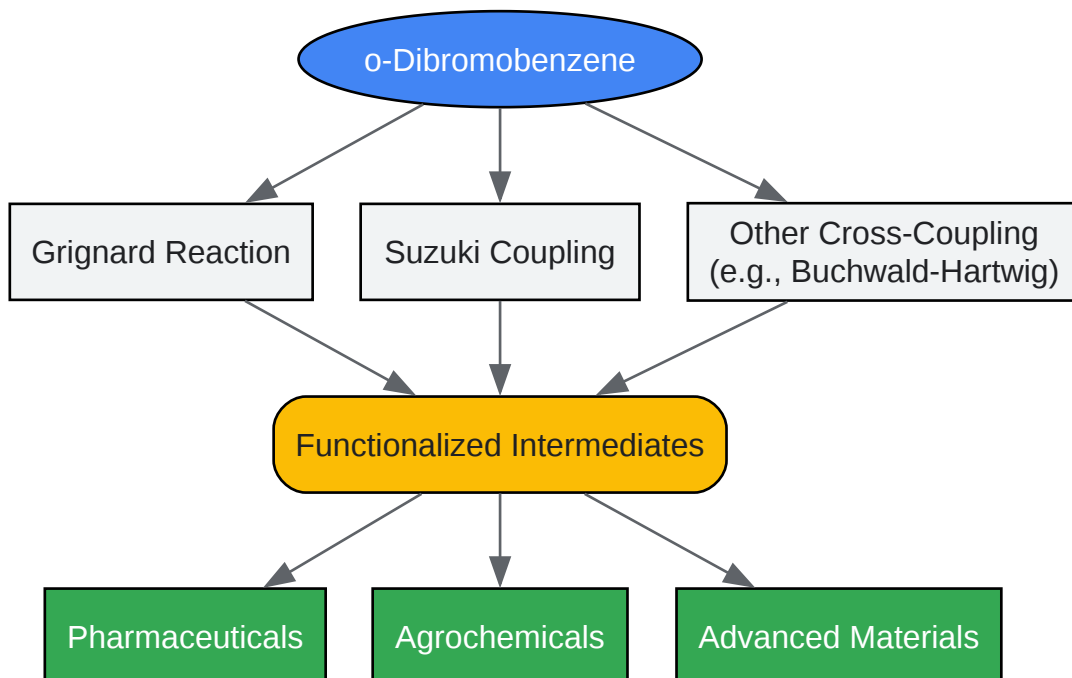 o-Dibromobenzene
Grignard Reaction
Suzuki Coupling
Other Cross-Coupling
(e.g., Buchwald-Hartwig)
Functionalized Intermediates
Pharmaceuticals
Agrochemicals
Advanced Materials